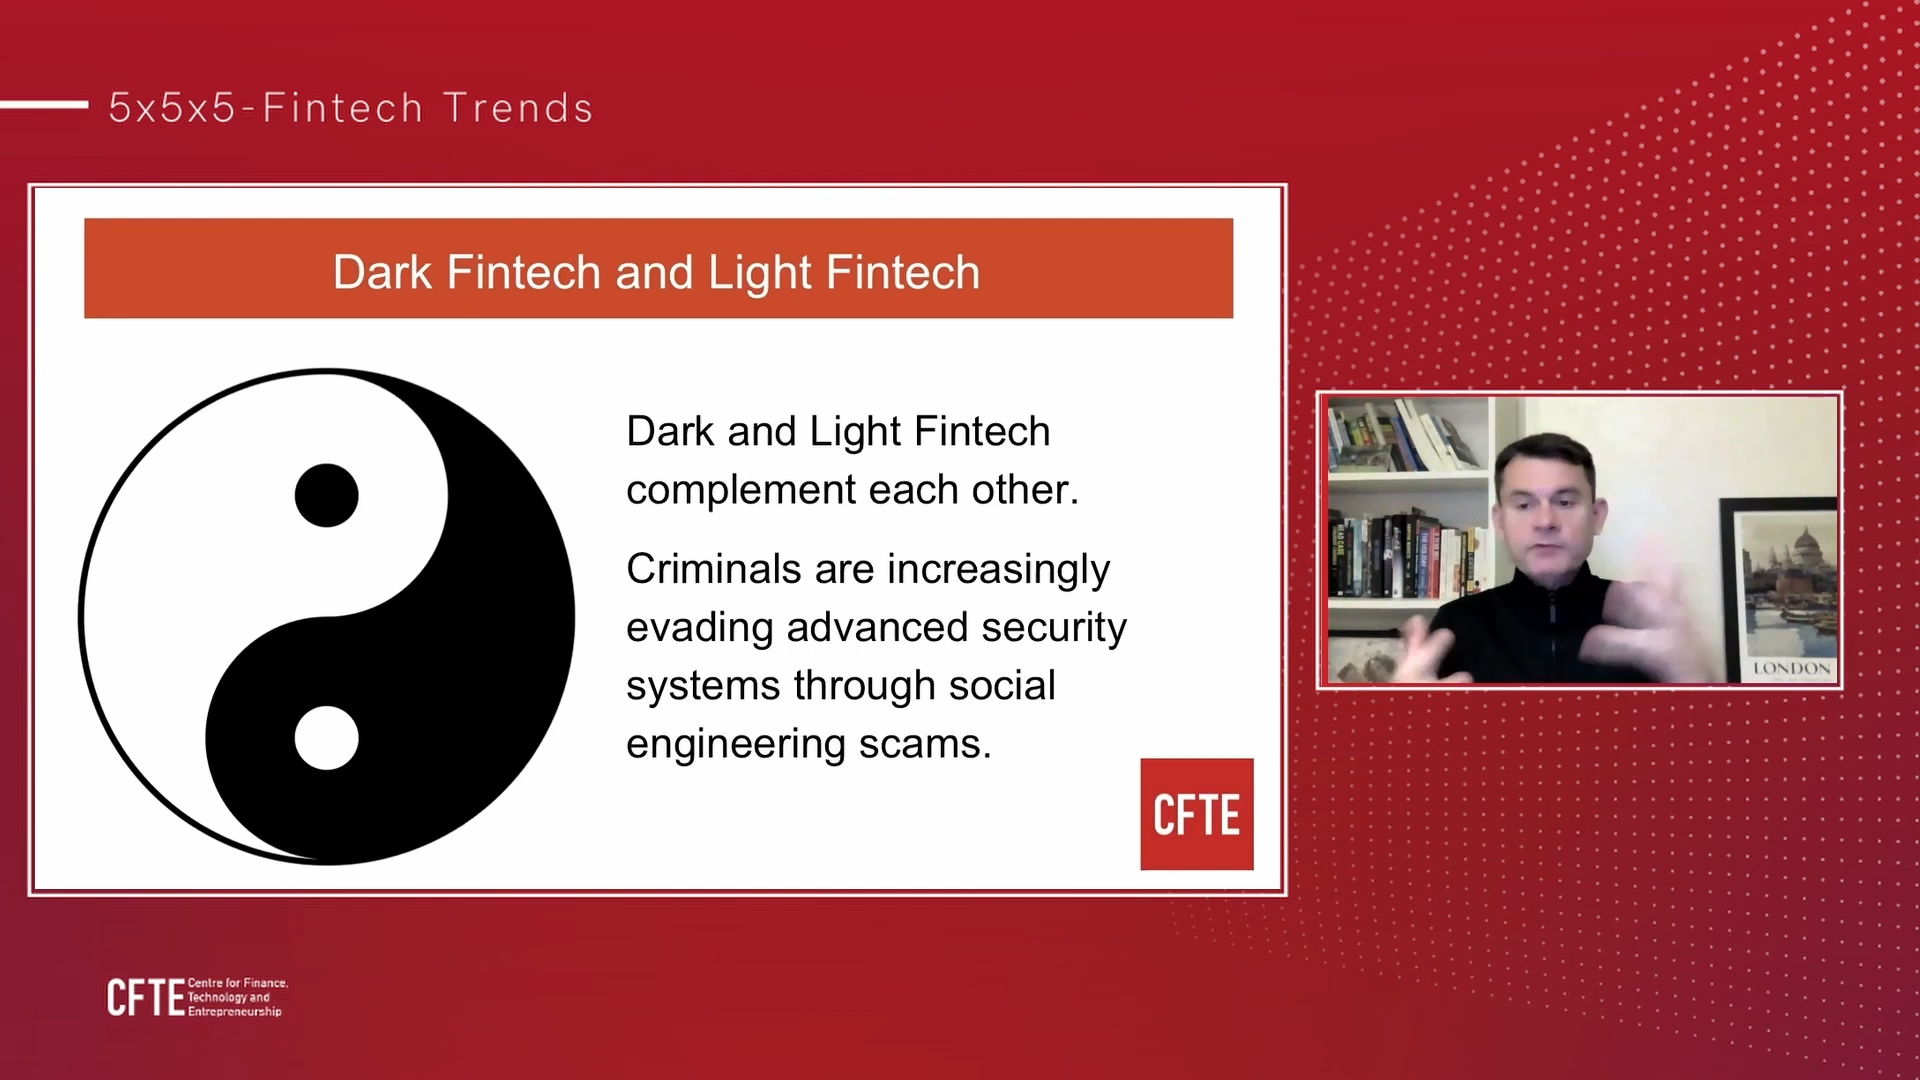 5x5x5-Fintech Trends
Dark Fintech and Light Fintech
Dark and Light Fintech
complement each other.
Criminals are increasingly
evading advanced security
systems through social
engineering scams.
CFTE
LONDON
CFTE
Centre for Finance,
Technology and
Entrepreneurship